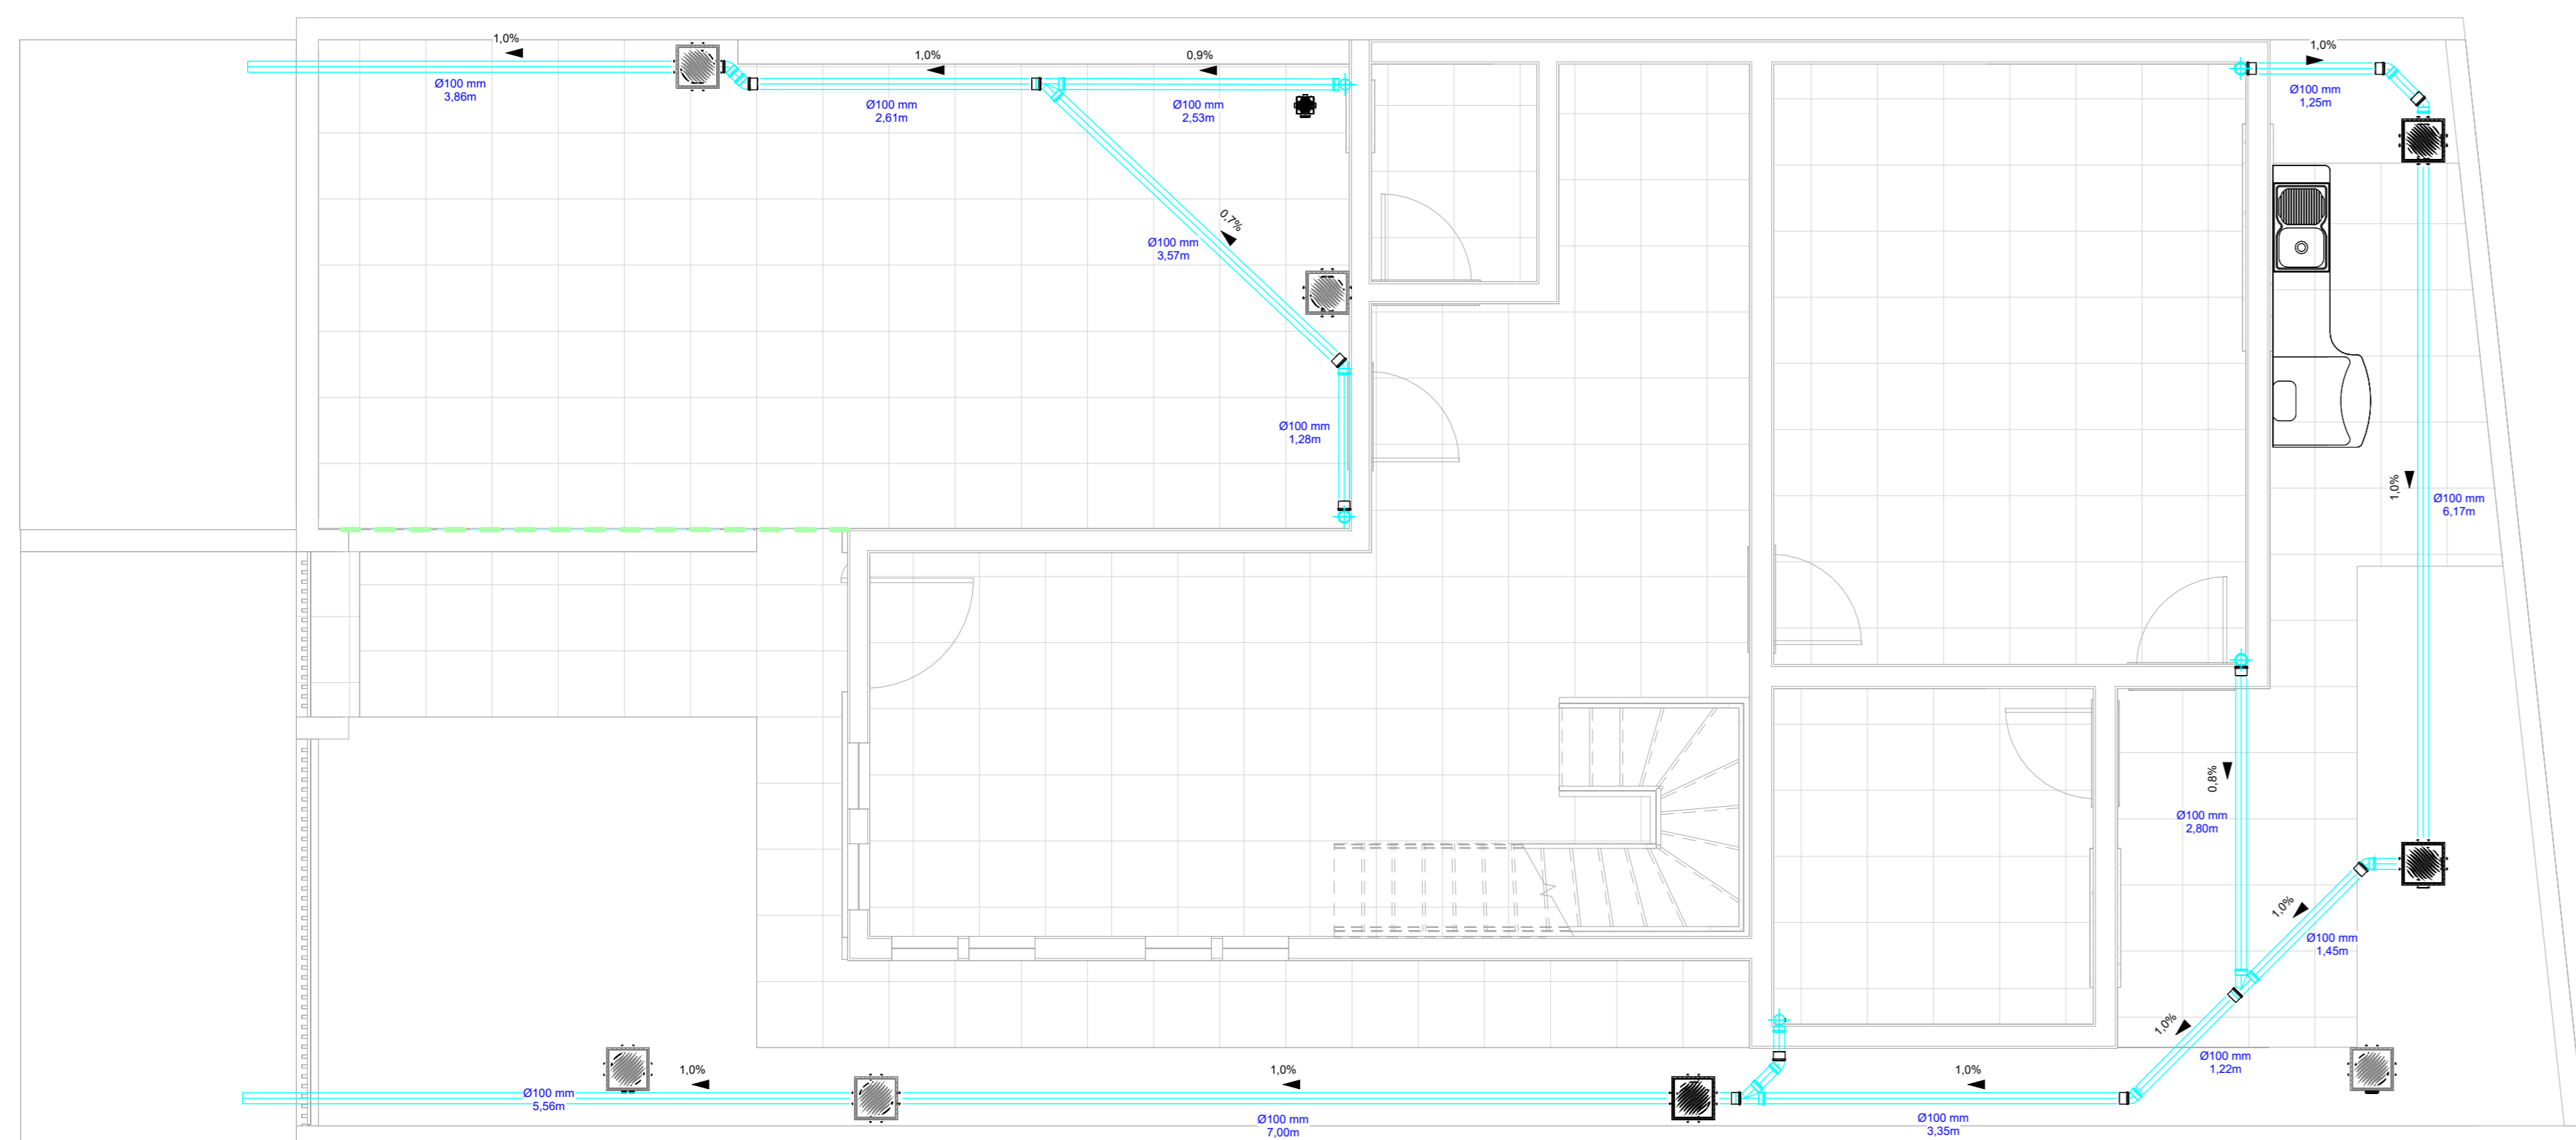 1,0%
1,0%
0,9%
1,0%
Ø100 mm
3,86m
Ø100 mm
2,61m
Ø100 mm
2,53m
Ø100 mm
1,25m
0,7%
Ø100 mm
3,57m
Ø100 mm
1,28m
1,0%
Ø100 mm
6,17m
0,8%
Ø100 mm
2,80m
1,0%
Ø100 mm
1,45m
1,0%
Ø100 mm
1,22m
1,0%
1,0%
1,0%
Ø100 mm
5,56m
Ø100 mm
7,00m
Ø100 mm
3,35m